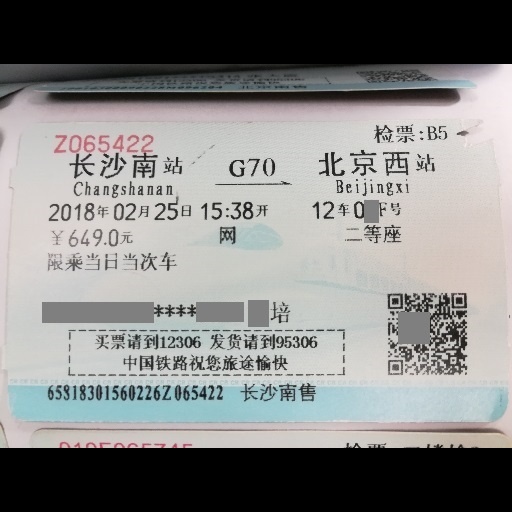 Z065422
检票:B5
长沙南站 G70 北京西站
Changshanan Beijingxi
2018年02月25日 15:38开 12车0 F号
￥649.0元 网 二等座
限乘当日当次车
**** 培
买票请到12306 发货请到95306
中国铁路祝您旅途愉快
65818301560226Z065422 长沙南售